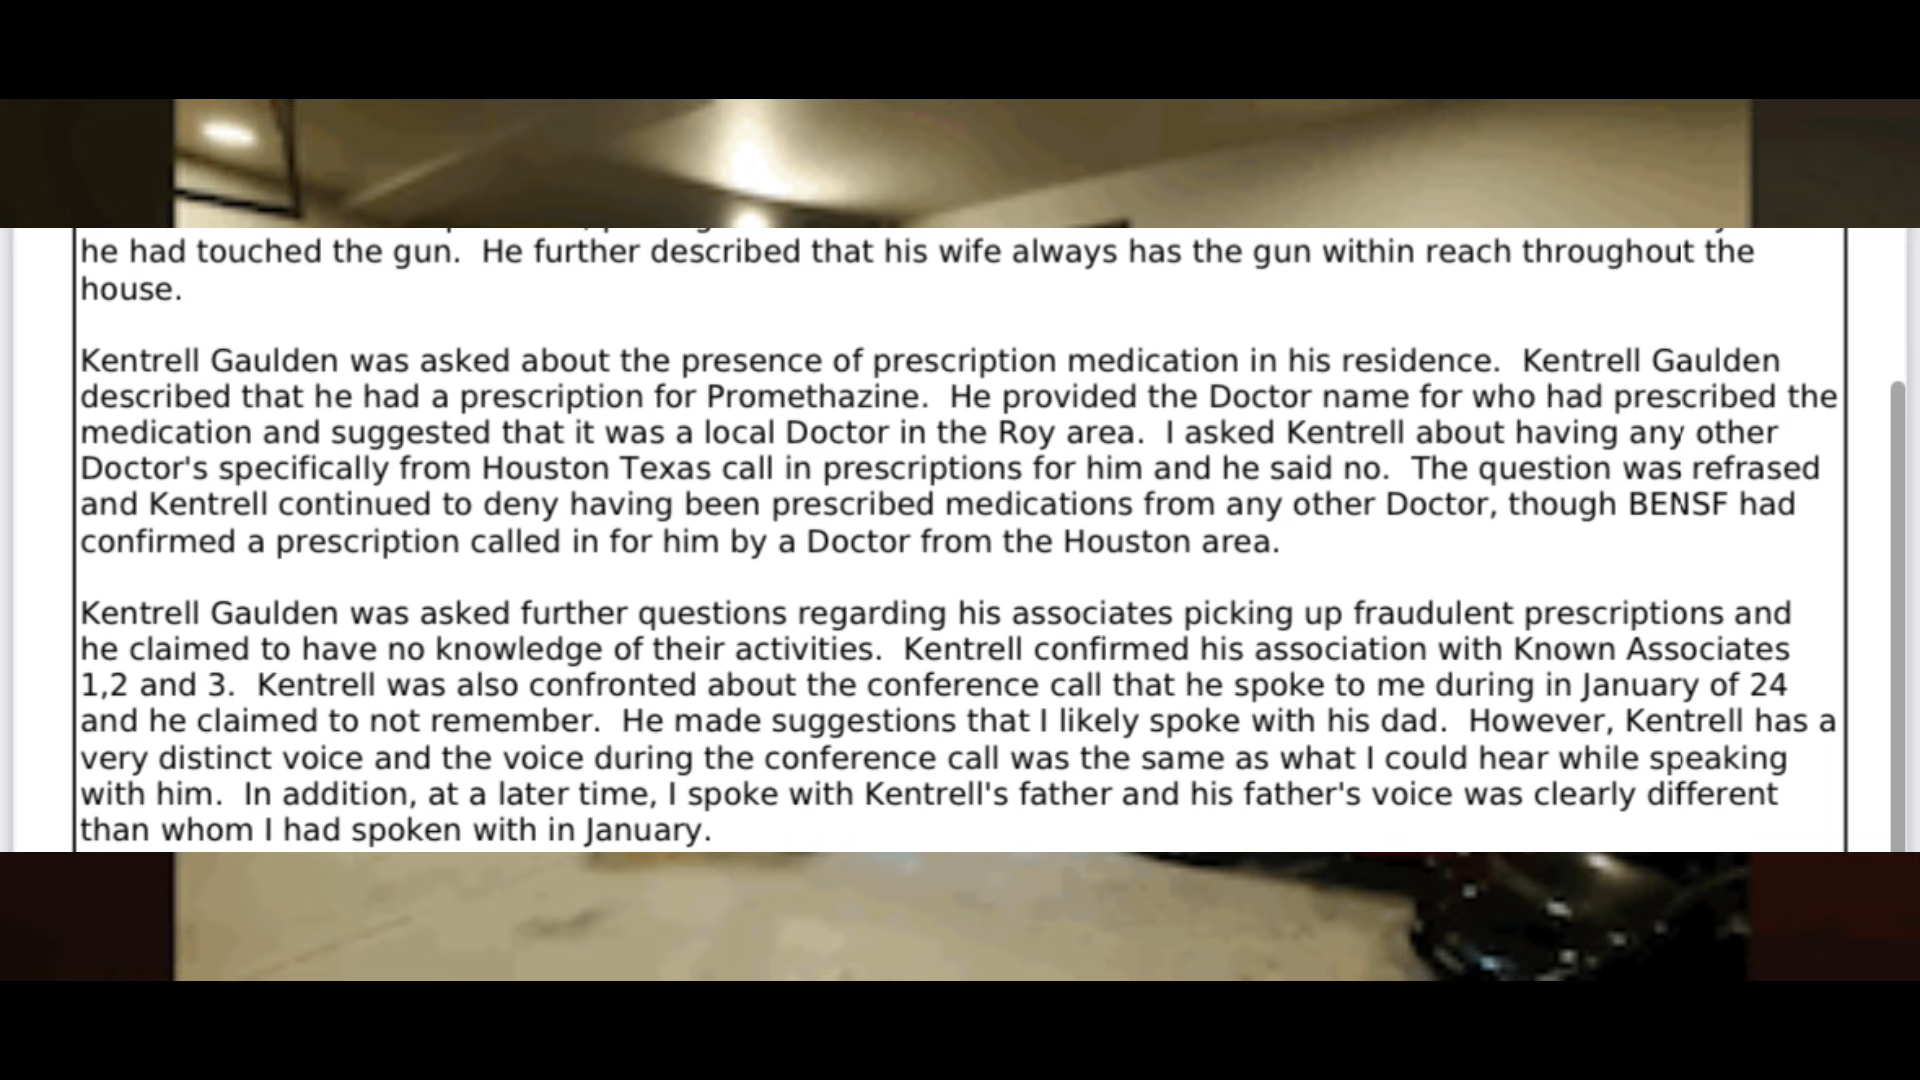 he had touched the gun.  He further described that his wife always has the gun within reach throughout the
house.
Kentrell Gaulden was asked about the presence of prescription medication in his residence.  Kentrell Gaulden
described that he had a prescription for Promethazine.  He provided the Doctor name for who had prescribed the
medication and suggested that it was a local Doctor in the Roy area.  I asked Kentrell about having any other
Doctor's specifically from Houston Texas call in prescriptions for him and he said no.  The question was refrased
and Kentrell continued to deny having been prescribed medications from any other Doctor, though BENSF had
confirmed a prescription called in for him by a Doctor from the Houston area.
Kentrell Gaulden was asked further questions regarding his associates picking up fraudulent prescriptions and
he claimed to have no knowledge of their activities.  Kentrell confirmed his association with Known Associates
1,2 and 3.  Kentrell was also confronted about the conference call that he spoke to me during in January of 24
and he claimed to not remember.  He made suggestions that I likely spoke with his dad.  However, Kentrell has a
very distinct voice and the voice during the conference call was the same as what I could hear while speaking
with him.  In addition, at a later time, I spoke with Kentrell's father and his father's voice was clearly different
than whom I had spoken with in January.